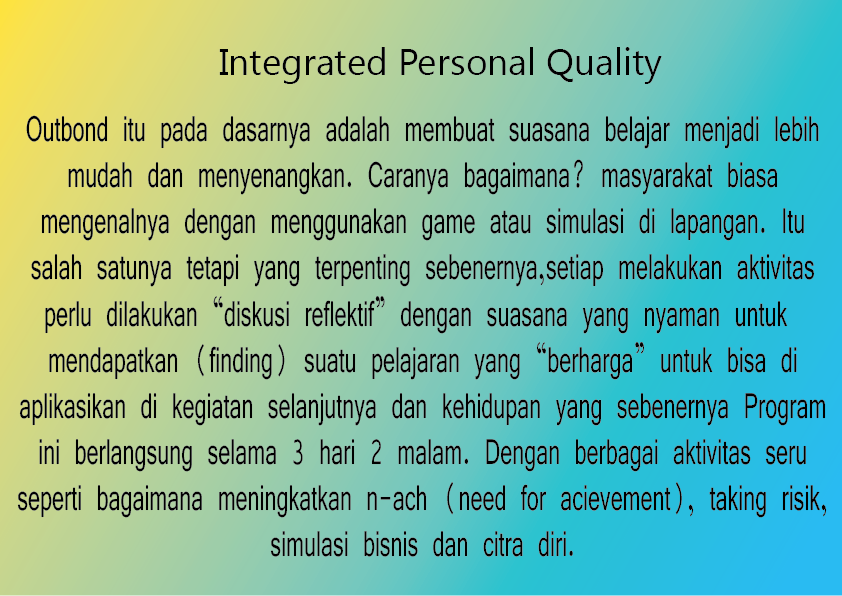 Integrated Personal Quality
Outbond itu pada dasarnya adalah membuat suasana belajar menjadi lebih
mudah dan menyenangkan. Caranya bagaimana? masyarakat biasa
mengenalnya dengan menggunakan game atau simulasi di lapangan. Itu
salah satunya tetapi yang terpenting sebenernya,setiap melakukan aktivitas
perlu dilakukan “diskusi reflektif” dengan suasana yang nyaman untuk
mendapatkan (finding) suatu pelajaran yang “berharga” untuk bisa di
aplikasikan di kegiatan selanjutnya dan kehidupan yang sebenernya Program
ini berlangsung selama 3 hari 2 malam. Dengan berbagai aktivitas seru
seperti bagaimana meningkatkan n-ach (need for acievement), taking risik,
simulasi bisnis dan citra diri.